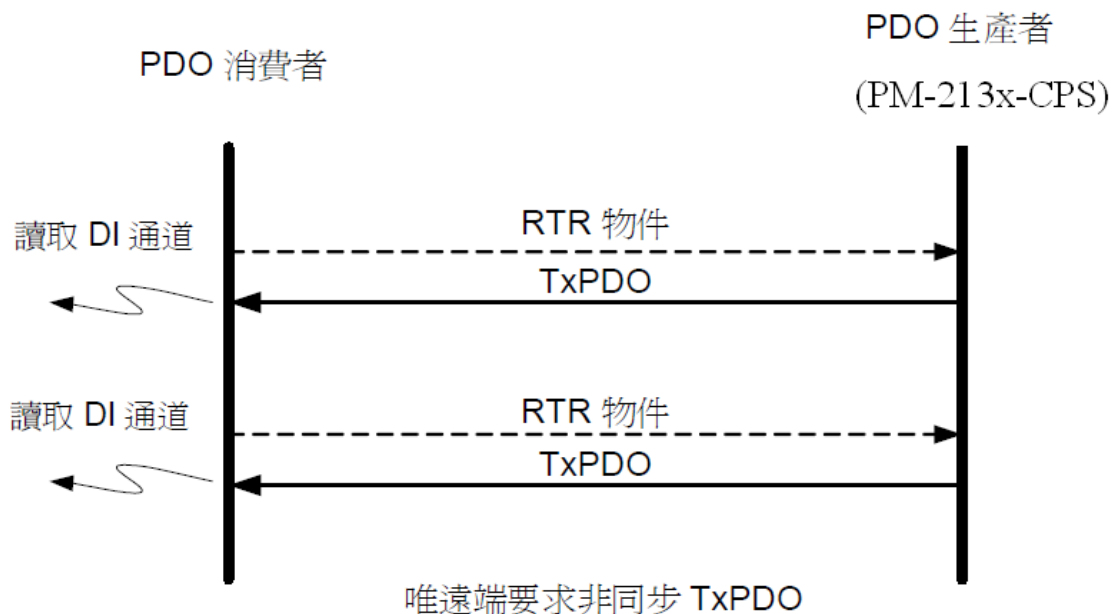 PDO 消費者
PDO 生產者
(PM-213x-CPS)
讀取 DI 通道
RTR 物件
TxPDO
讀取 DI 通道
RTR 物件
TxPDO
唯遠端要求非同步 TxPDO